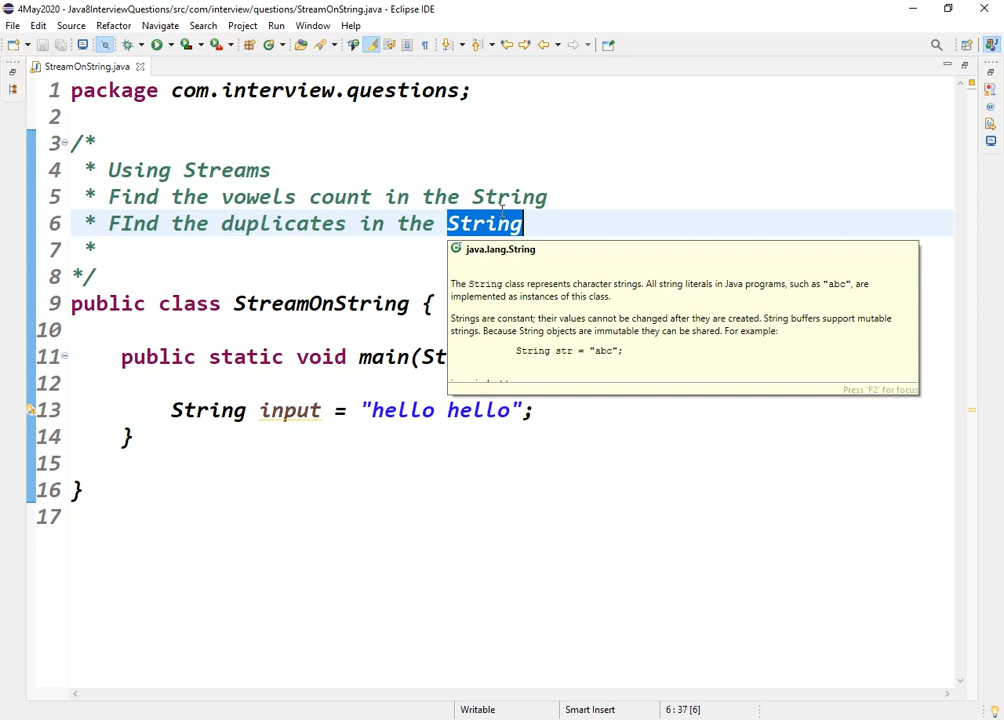 4May2020 - Java8InterviewQuestions/src/com/interview/questions/StreamOnString.java - Eclipse IDE
File Edit Source Refactor Navigate Search Project Run Window Help
StreamOnString.java
1 package com.interview.questions;
2
3 /*
4 * Using Streams
5 * Find the vowels count in the String
6 * FInd the duplicates in the String
7 *
8 */
9 public class StreamOnString {
10
11 public static void main(St
12
13 String input = "hello hello";
14 }
15
16 }
17
java.lang.String
The String class represents character strings. All string literals in Java programs, such as "abc", are
implemented as instances of this class.
Strings are constant; their values cannot be changed after they are created. String buffers support mutable
strings. Because String objects are immutable they can be shared. For example:
String str = "abc";
Press 'F2' for focus
Writable Smart Insert 6 : 37 [6]